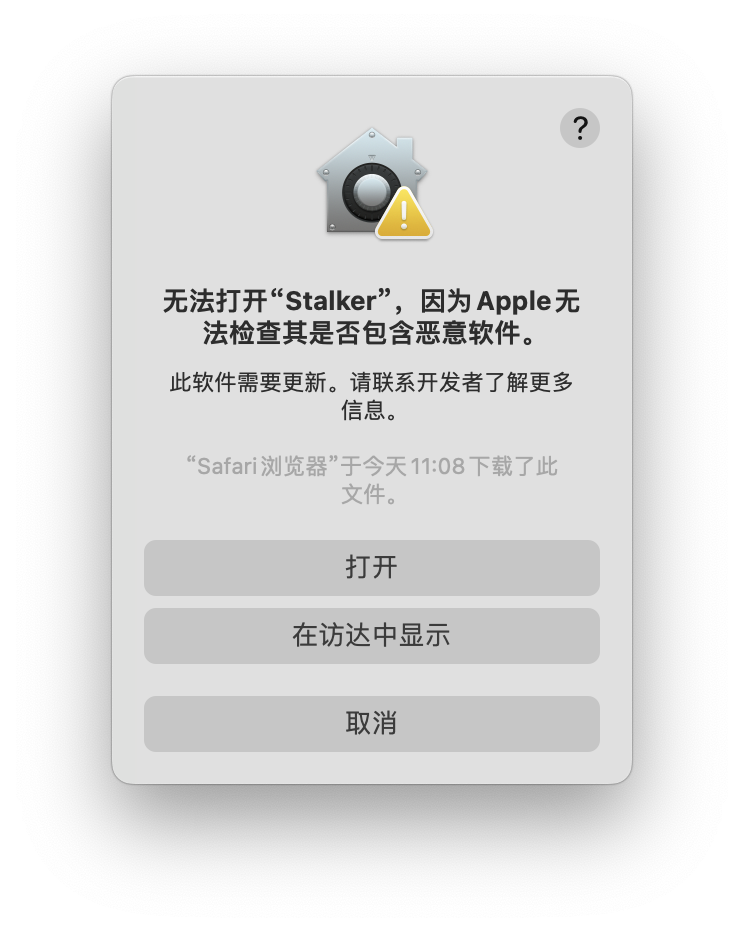 ?
无法打开“Stalker”，因为 Apple 无
法检查其是否包含恶意软件。
此软件需要更新。请联系开发者了解更多
信息。
“Safari 浏览器”于今天 11:08 下载了此
文件。
打开
在访达中显示
取消